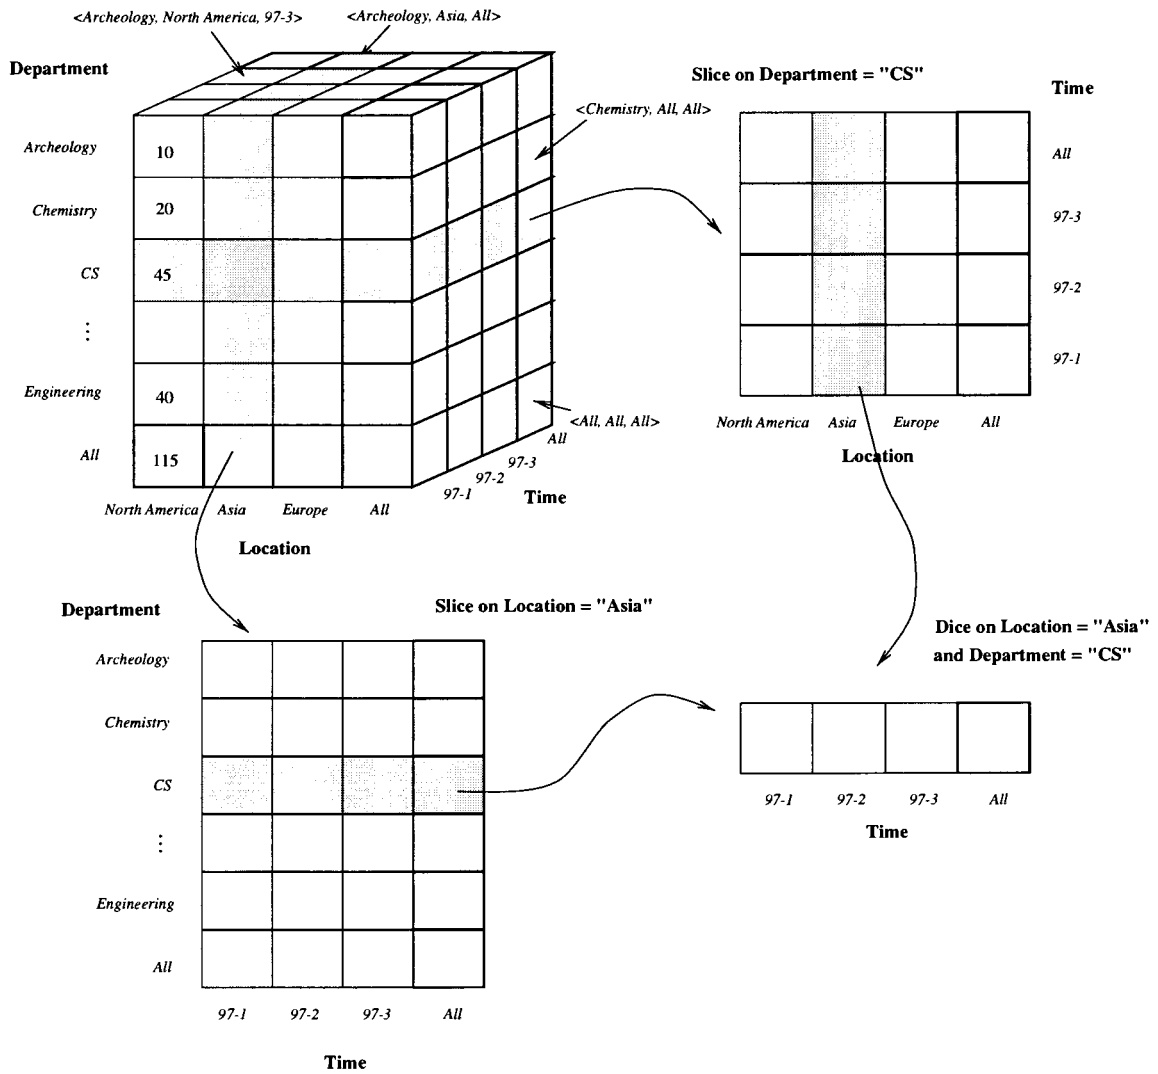 <Archeology, North America, 97-3>
<Archeology, Asia, All>
Department
Slice on Department = "CS"
Time
<Chemistry, All, All>
Archeology
10
All
Chemistry
20
97-3
CS
45
97-2
⋮
97-1
Engineering
40
<All, All, All>
North America Asia Europe All
Location
All
115
All
97-3
97-2
97-1
Time
North America Asia Europe All
Location
Department
Slice on Location = "Asia"
Dice on Location = "Asia"
and Department = "CS"
Archeology
Chemistry
CS
⋮
Engineering
All
97-1 97-2 97-3 All
Time
97-1 97-2 97-3 All
Time